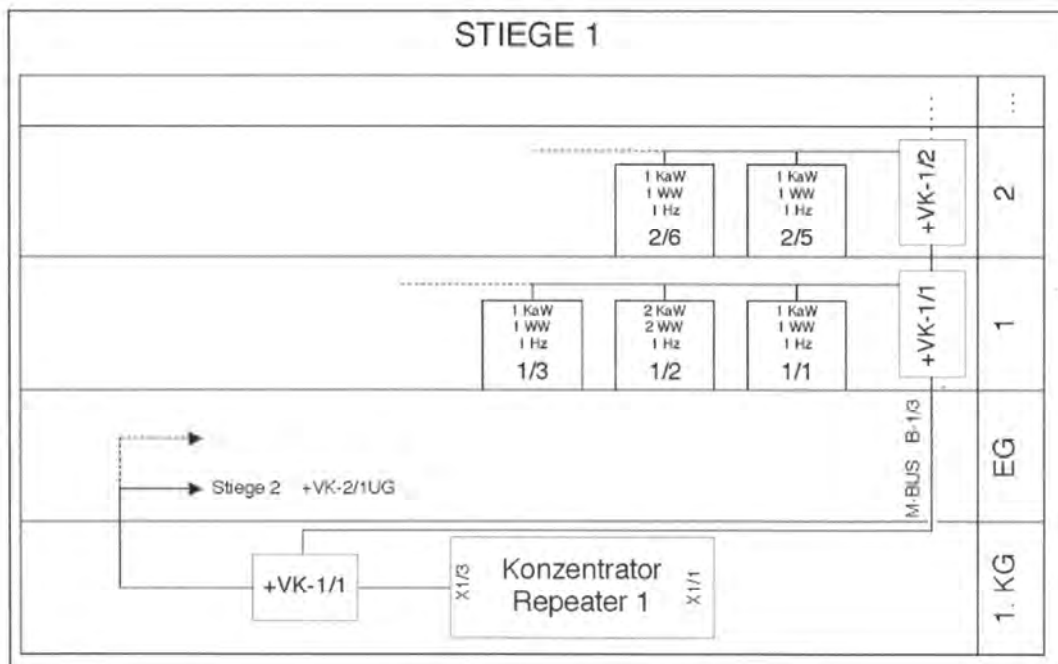 STIEGE 1
⋮
1 KaW
1 WW
1 Hz
2/6
1 KaW
1 WW
1 Hz
2/5
+VK-1/2
2
1 KaW
1 WW
1 Hz
1/3
2 KaW
2 WW
1 Hz
1/2
1 KaW
1 WW
1 Hz
1/1
+VK-1/1
1
Stiege 2 +VK-2/1UG
M-BUS B-1/3
EG
+VK-1/1
X1/3
Konzentrator
Repeater 1
X1/1
1. KG